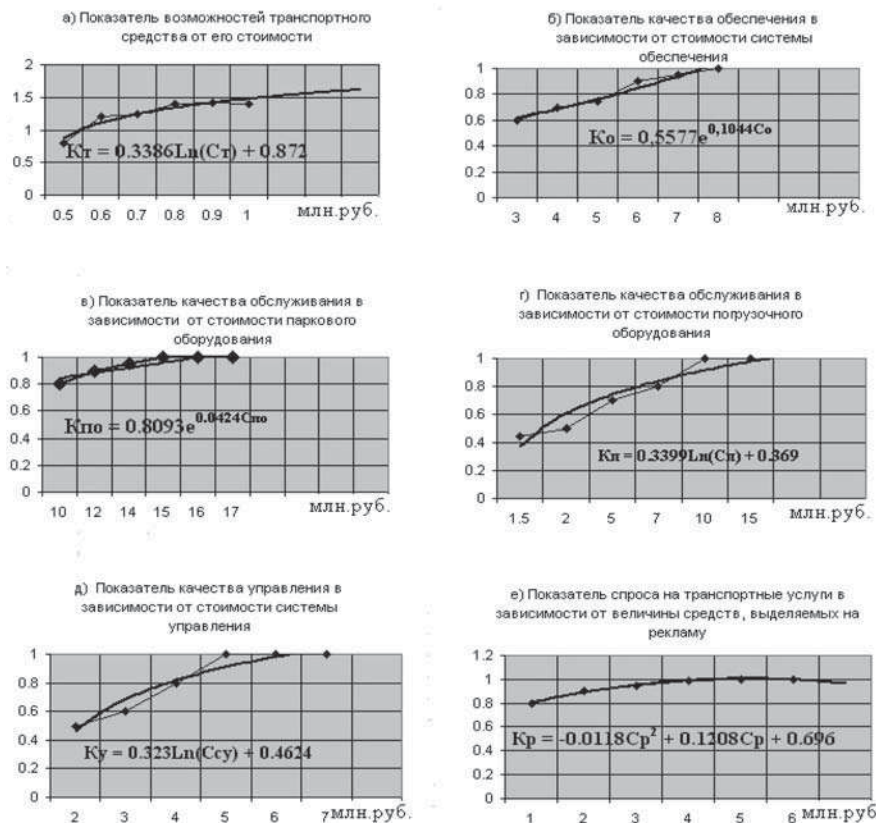 а) Показатель возможностей транспортного
средства от его стоимости
2
1.5
1
0.5
0
Кт = 0.3386Ln(Ст) + 0.872
0.5 0.6 0.7 0.8 0.9 1 млн.руб.
б) Показатель качества обеспечения в
зависимости от стоимости системы
обеспечения
1
0.8
0.6
0.4
0.2
0
Ко = 0,5577e^0,1044Со
3 4 5 6 7 8 млн.руб.
в) Показатель качества обслуживания в
зависимости от стоимости паркового
оборудования
1
0.8
0.6
0.4
0.2
0
Кпо = 0.8093e^0.0424Спо
10 12 14 15 16 17 млн.руб.
г) Показатель качества обслуживания в
зависимости от стоимости погрузочного
оборудования
1
0.8
0.6
0.4
0.2
0
Кп = 0.3399Ln(Сп) + 0.369
1.5 2 5 7 10 15 млн.руб.
д) Показатель качества управления в
зависимости от стоимости системы
управления
1
0.8
0.6
0.4
0.2
0
Ку = 0.323Ln(Ссу) + 0.4624
2 3 4 5 6 7 млн.руб.
е) Показатель спроса на транспортные услуги в
зависимости от величины средств, выделяемых на
рекламу
1.2
1
0.8
0.6
0.4
0.2
0
Кр = -0.0118Ср² + 0.1208Ср + 0.696
1 2 3 4 5 6 млн.руб.